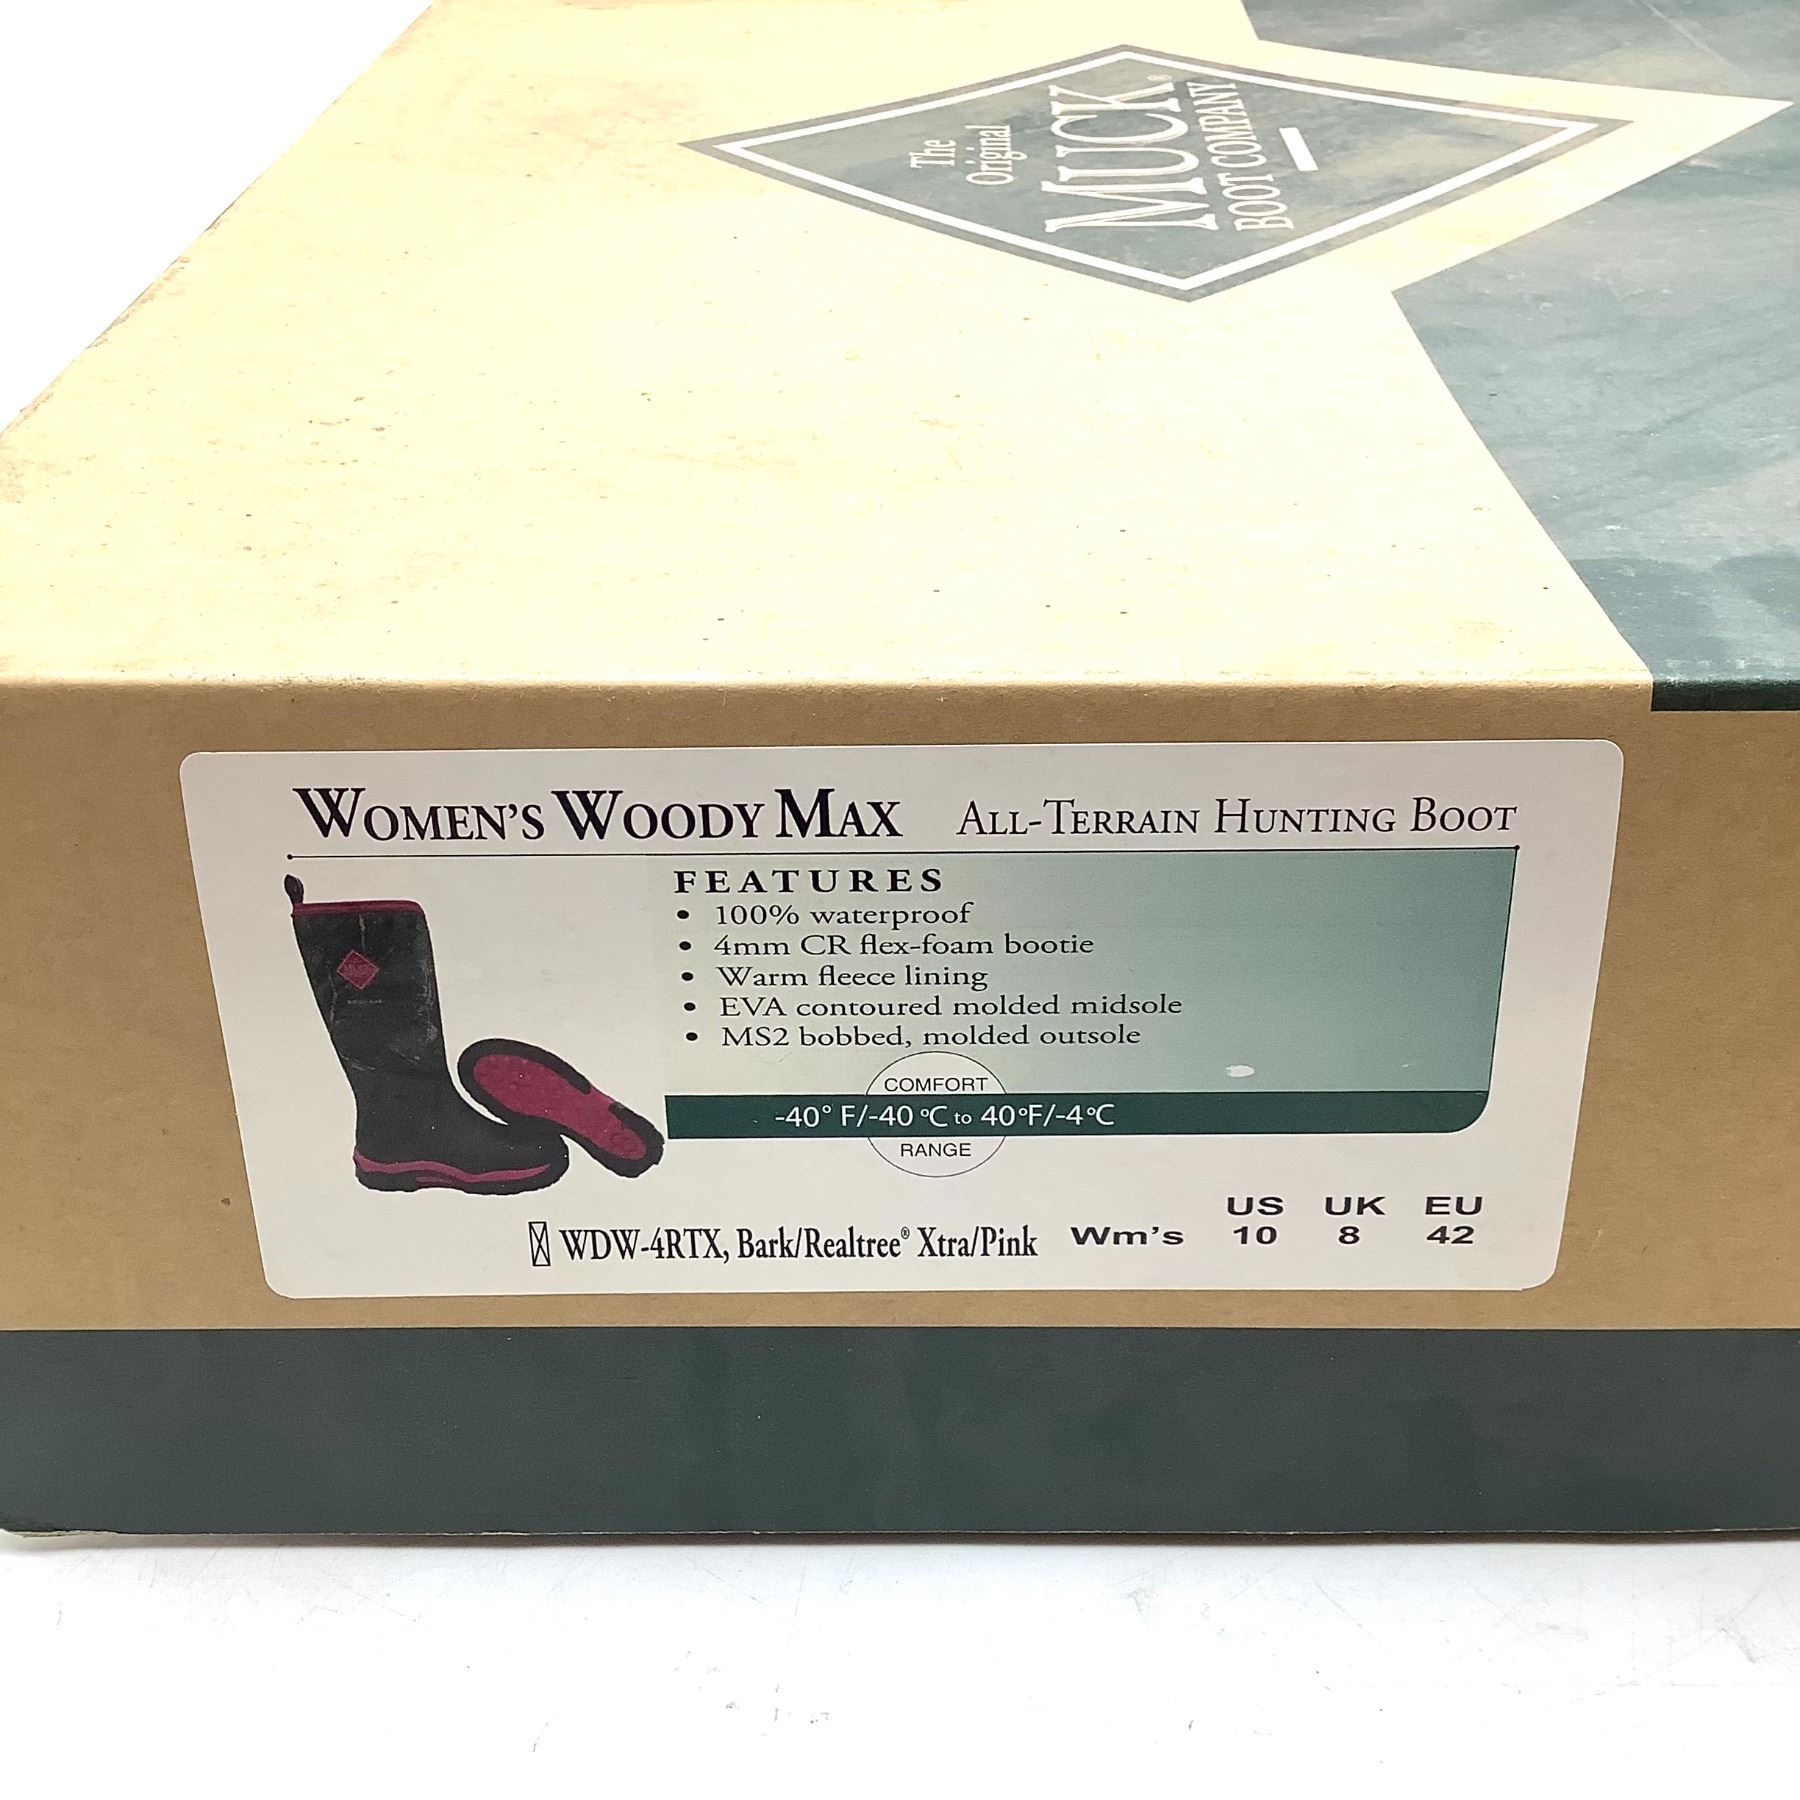 The
Original
MUCK®
BOOT COMPANY
WOMEN'S WOODY MAX ALL-TERRAIN HUNTING BOOT
FEATURES
• 100% waterproof
• 4mm CR flex-foam bootie
• Warm fleece lining
• EVA contoured molded midsole
• MS2 bobbed, molded outsole
COMFORT
-40° F/-40 °C to 40°F/-4°C
RANGE
US UK EU
WDW-4RTX, Bark/Realtree® Xtra/Pink Wm's 10 8 42
MUCK